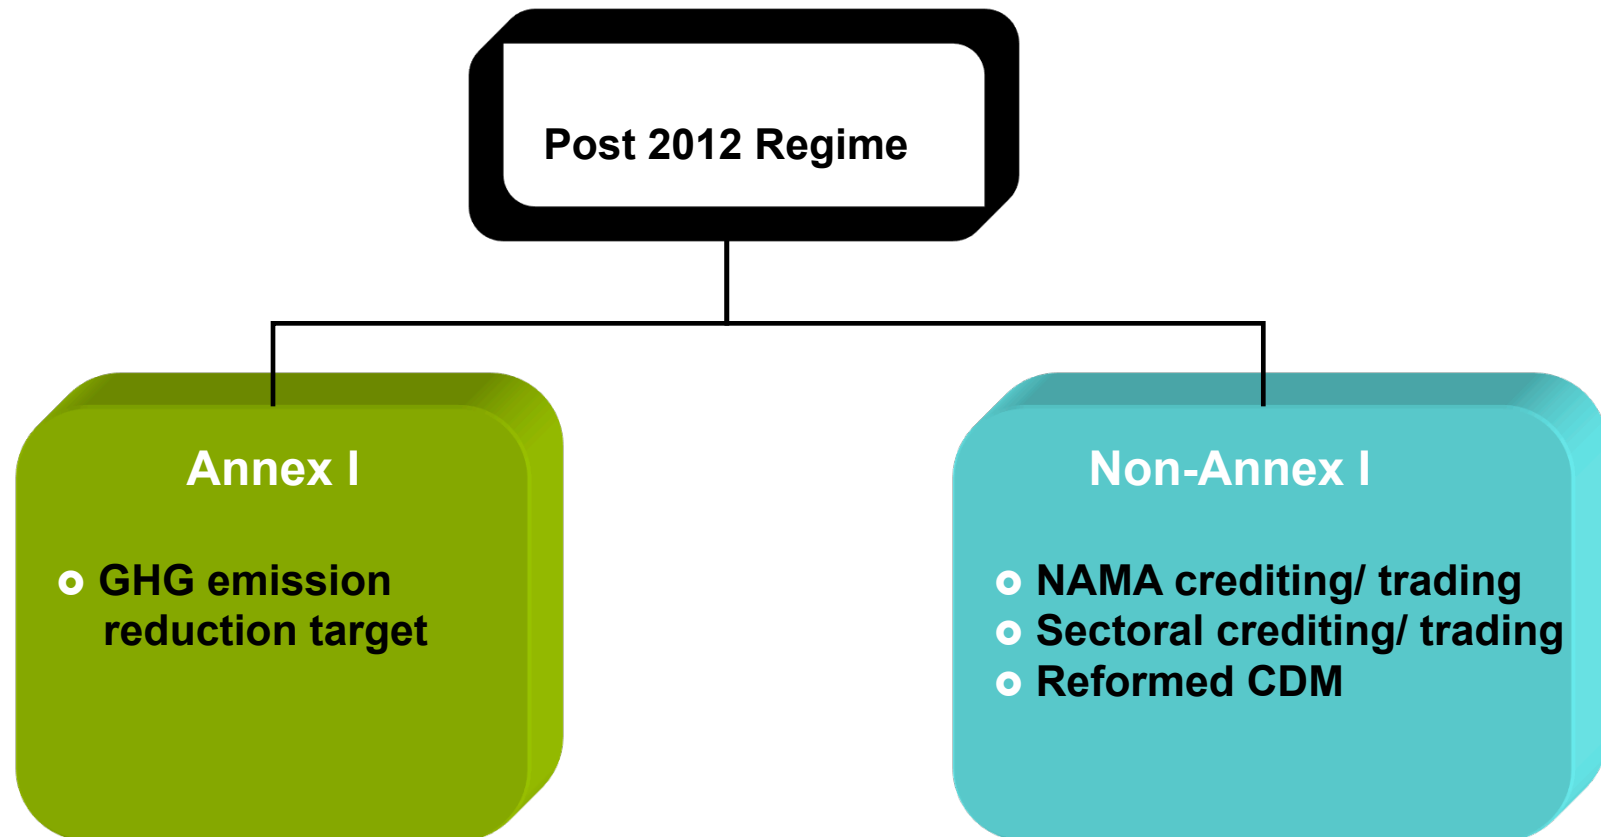 Post 2012 Regime
Annex I
GHG emission
reduction target
Non-Annex I
NAMA crediting/ trading
Sectoral crediting/ trading
Reformed CDM